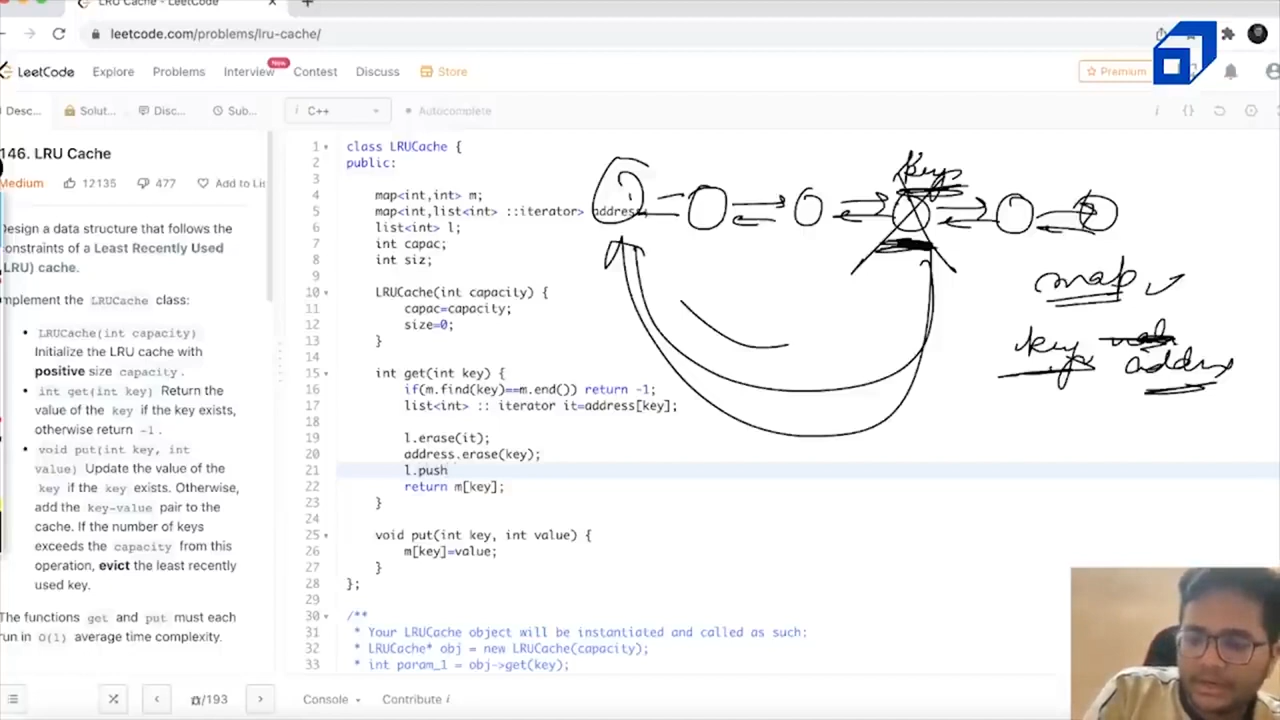 LRU Cache - LeetCode
leetcode.com/problems/lru-cache/
LeetCode Explore Problems Interview New Contest Discuss Store Premium
Desc... Solut... Disc... Sub... i C++ Autocomplete
146. LRU Cache
Medium 12135 477 Add to Lis
Design a data structure that follows the
constraints of a Least Recently Used
(LRU) cache.
Implement the LRUCache class:
LRUCache(int capacity)
Initialize the LRU cache with
positive size capacity.
int get(int key) Return the
value of the key if the key exists,
otherwise return -1.
void put(int key, int
value) Update the value of the
key if the key exists. Otherwise,
add the key-value pair to the
cache. If the number of keys
exceeds the capacity from this
operation, evict the least recently
used key.
The functions get and put must each
run in O(1) average time complexity.
/193
1 class LRUCache {
2 public:
3
4 map<int,int> m;
5 map<int,list<int> ::iterator> address;
6 list<int> l;
7 int capac;
8 int siz;
9
10 LRUCache(int capacity) {
11 capac=capacity;
12 size=0;
13 }
14
15 int get(int key) {
16 if(m.find(key)==m.end()) return -1;
17 list<int> :: iterator it=address[key];
18
19 l.erase(it);
20 address.erase(key);
21 l.push
22 return m[key];
23 }
24
25 void put(int key, int value) {
26 m[key]=value;
27 }
28 };
29
30 /**
31 * Your LRUCache object will be instantiated and called as such:
32 * LRUCache* obj = new LRUCache(capacity);
33 * int param_1 = obj->get(key);
Console Contribute i
keys
map
keys
address